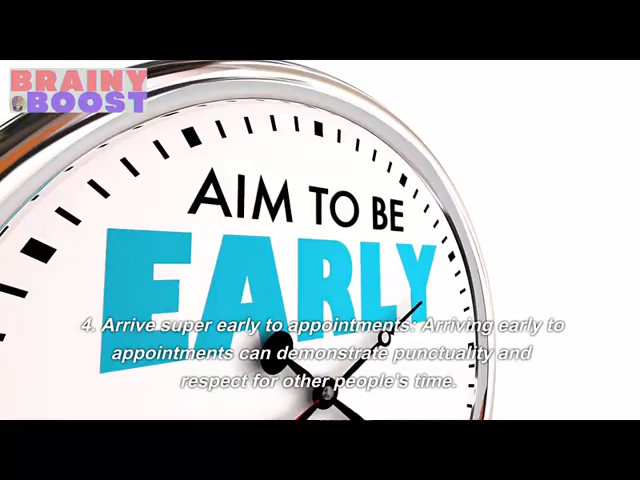 BRAINY
BOOST
AIM TO BE
EARLY
4. Arrive super early to appointments: Arriving early to
appointments can demonstrate punctuality and
respect for other people's time.